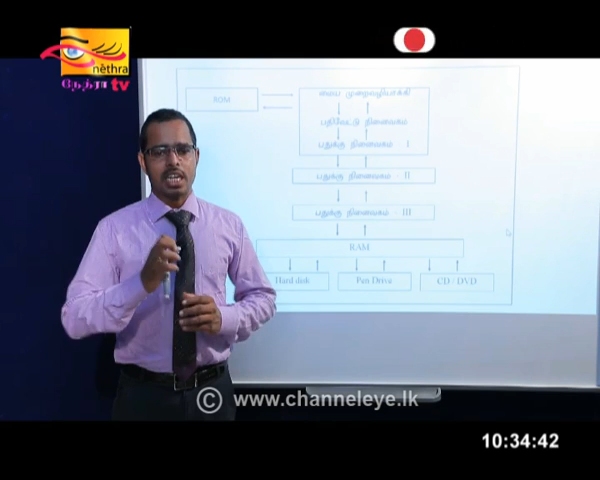 nēthra
நேத்ரா tv
ROM
மைய முறைவழியாக்கி
பதிவேட்டு நினைவகம்
பதுக்கு நினைவகம் - I
பதுக்கு நினைவகம் - II
பதுக்கு நினைவகம் - III
RAM
Hard disk
Pen Drive
CD / DVD
© www.channeleye.lk
10:34:42